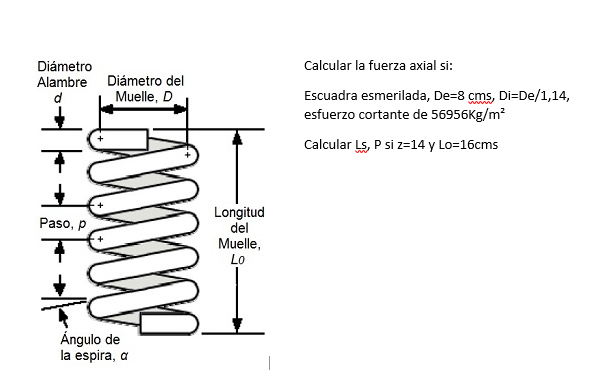 Diámetro
Alambre
d
Diámetro del
Muelle, D
Paso, p
Longitud
del
Muelle,
Lo
Ángulo de
la espira, α
Calcular la fuerza axial si:
Escuadra esmerilada, De=8 cms, Di=De/1,14,
esfuerzo cortante de 56956Kg/m²
Calcular Ls, P si z=14 y Lo=16cms